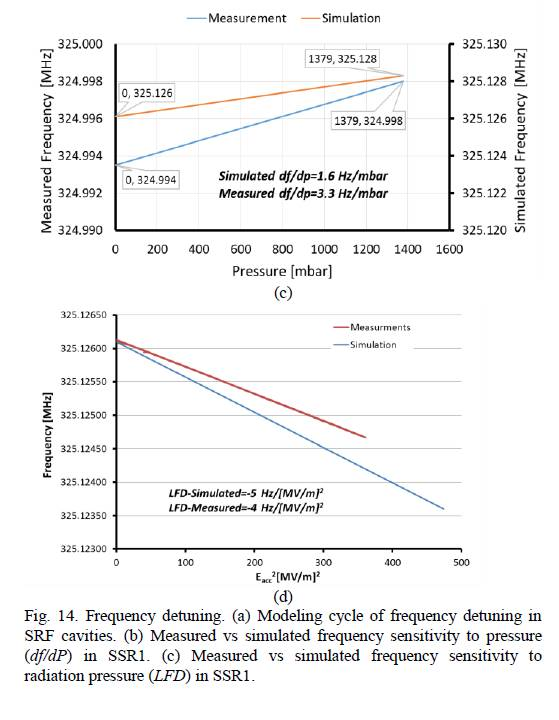 Measurement Simulation
325.000 325.130
324.998 325.128
324.996 325.126
324.994 325.124
324.992 325.122
324.990 325.120
Measured Frequency [MHz]
Simulated Frequency [MHz]
1379, 325.128
0, 325.126
1379, 324.998
0, 324.994
Simulated df/dp=1.6 Hz/mbar
Measured df/dp=3.3 Hz/mbar
0 200 400 600 800 1000 1200 1400 1600
Pressure [mbar]
(c)
325.12650
325.12600
325.12550
325.12500
325.12450
325.12400
325.12350
325.12300
Frequency [MHz]
Measurments
Simulation
LFD-Simulated=-5 Hz/[MV/m]²
LFD-Measured=-4 Hz/[MV/m]²
0 100 200 300 400 500
Eacc²[MV/m]²
(d)
Fig. 14. Frequency detuning. (a) Modeling cycle of frequency detuning in
SRF cavities. (b) Measured vs simulated frequency sensitivity to pressure
(df/dP) in SSR1. (c) Measured vs simulated frequency sensitivity to
radiation pressure (LFD) in SSR1.